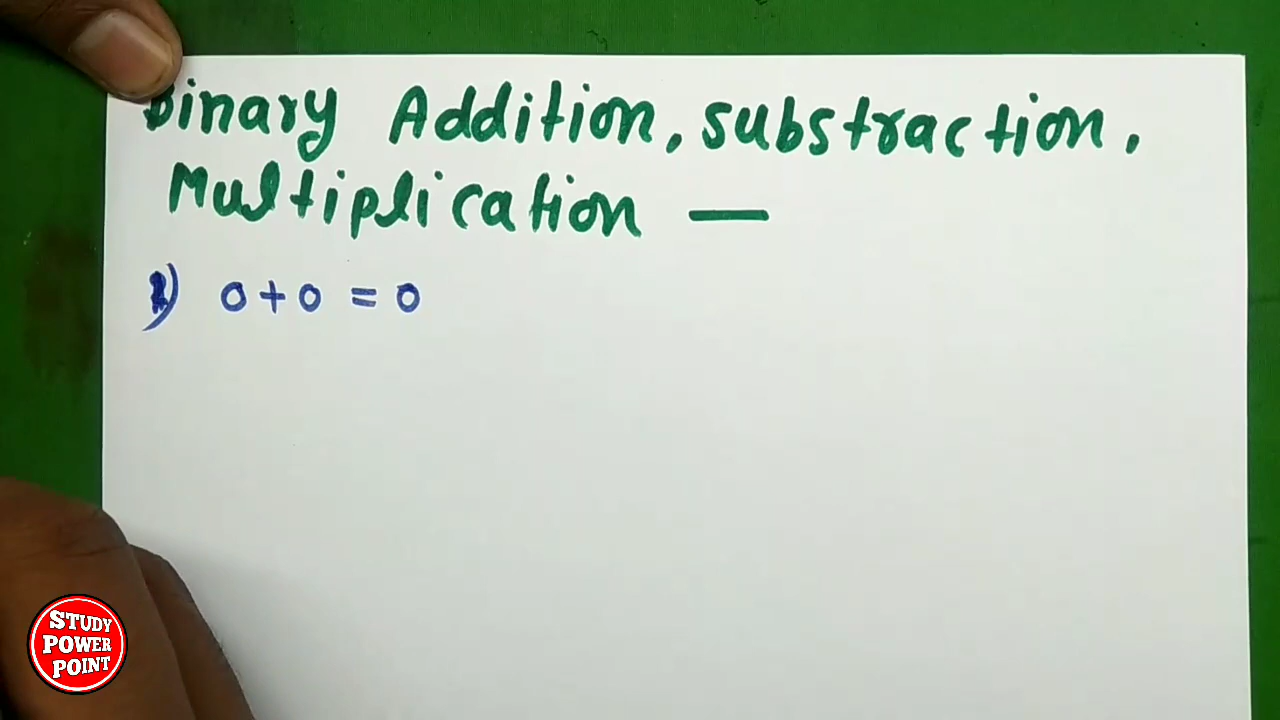 Binary Addition, substraction,
Multiplication —
1) 0 + 0 = 0
STUDY
POWER
POINT